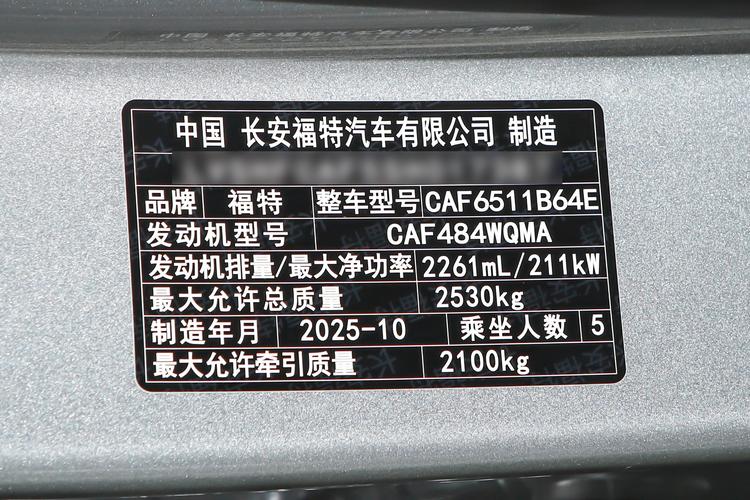 中国 长安福特汽车有限公司 制造
品牌 福特 整车型号 CAF6511B64E
发动机型号 CAF484WQMA
发动机排量/最大净功率 2261mL/211kW
最大允许总质量 2530kg
制造年月 2025-10 乘坐人数 5
最大允许牵引质量 2100kg